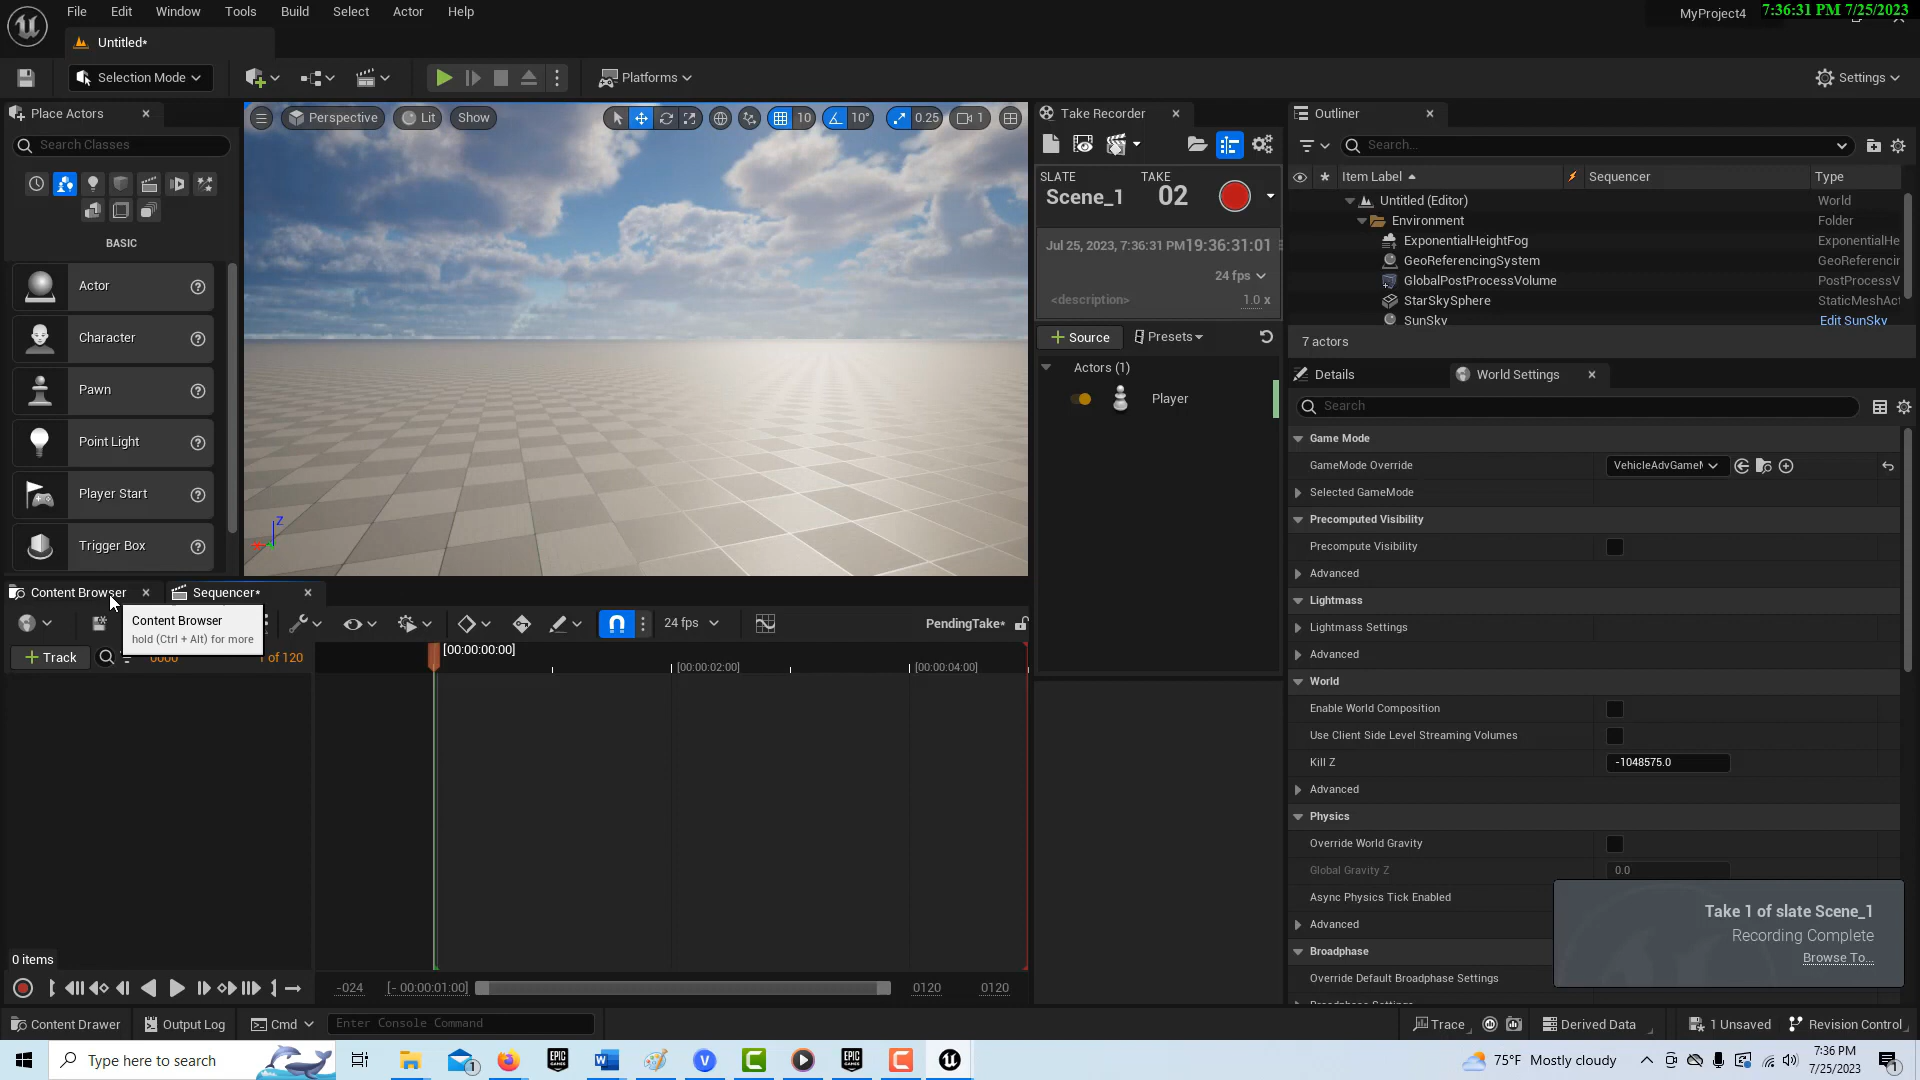 File Edit Window Tools Build Select Actor Help
MyProject4
7:36:31 PM 7/25/2023
Untitled*
Selection Mode
Platforms
Settings
Place Actors
Search Classes
BASIC
Actor
Character
Pawn
Point Light
Player Start
Trigger Box
Perspective Lit Show
10 10° 0.25 1
Z
Take Recorder
SLATE TAKE
Scene_1 02
Jul 25, 2023, 7:36:31 PM 19:36:31:01
24 fps
<description> 1.0 x
Source Presets
Actors (1)
Player
Outliner
Search...
Item Label Sequencer Type
Untitled (Editor) World
Environment Folder
ExponentialHeightFog ExponentialHe
GeoReferencingSystem GeoReferencin
GlobalPostProcessVolume PostProcessV
StarSkySphere StaticMeshAct
SunSky Edit SunSky
7 actors
Details World Settings
Search
Game Mode
GameMode Override VehicleAdvGameM
Selected GameMode
Precomputed Visibility
Precompute Visibility
Advanced
Lightmass
Lightmass Settings
Advanced
World
Enable World Composition
Use Client Side Level Streaming Volumes
Kill Z -1048575.0
Advanced
Physics
Override World Gravity
Global Gravity Z 0.0
Async Physics Tick Enabled
Advanced
Broadphase
Override Default Broadphase Settings
Take 1 of slate Scene_1
Recording Complete
Browse To...
Content Browser Sequencer*
Content Browser
hold (Ctrl + Alt) for more
24 fps
PendingTake*
Track
0000 1 of 120
[00:00:00:00]
[00:00:02:00]
[00:00:04:00]
0 items
-024 [- 00:00:01:00] 0120 0120
Content Drawer Output Log Cmd Enter Console Command
Trace Derived Data 1 Unsaved Revision Control
Type here to search
75°F Mostly cloudy
7:36 PM
7/25/2023